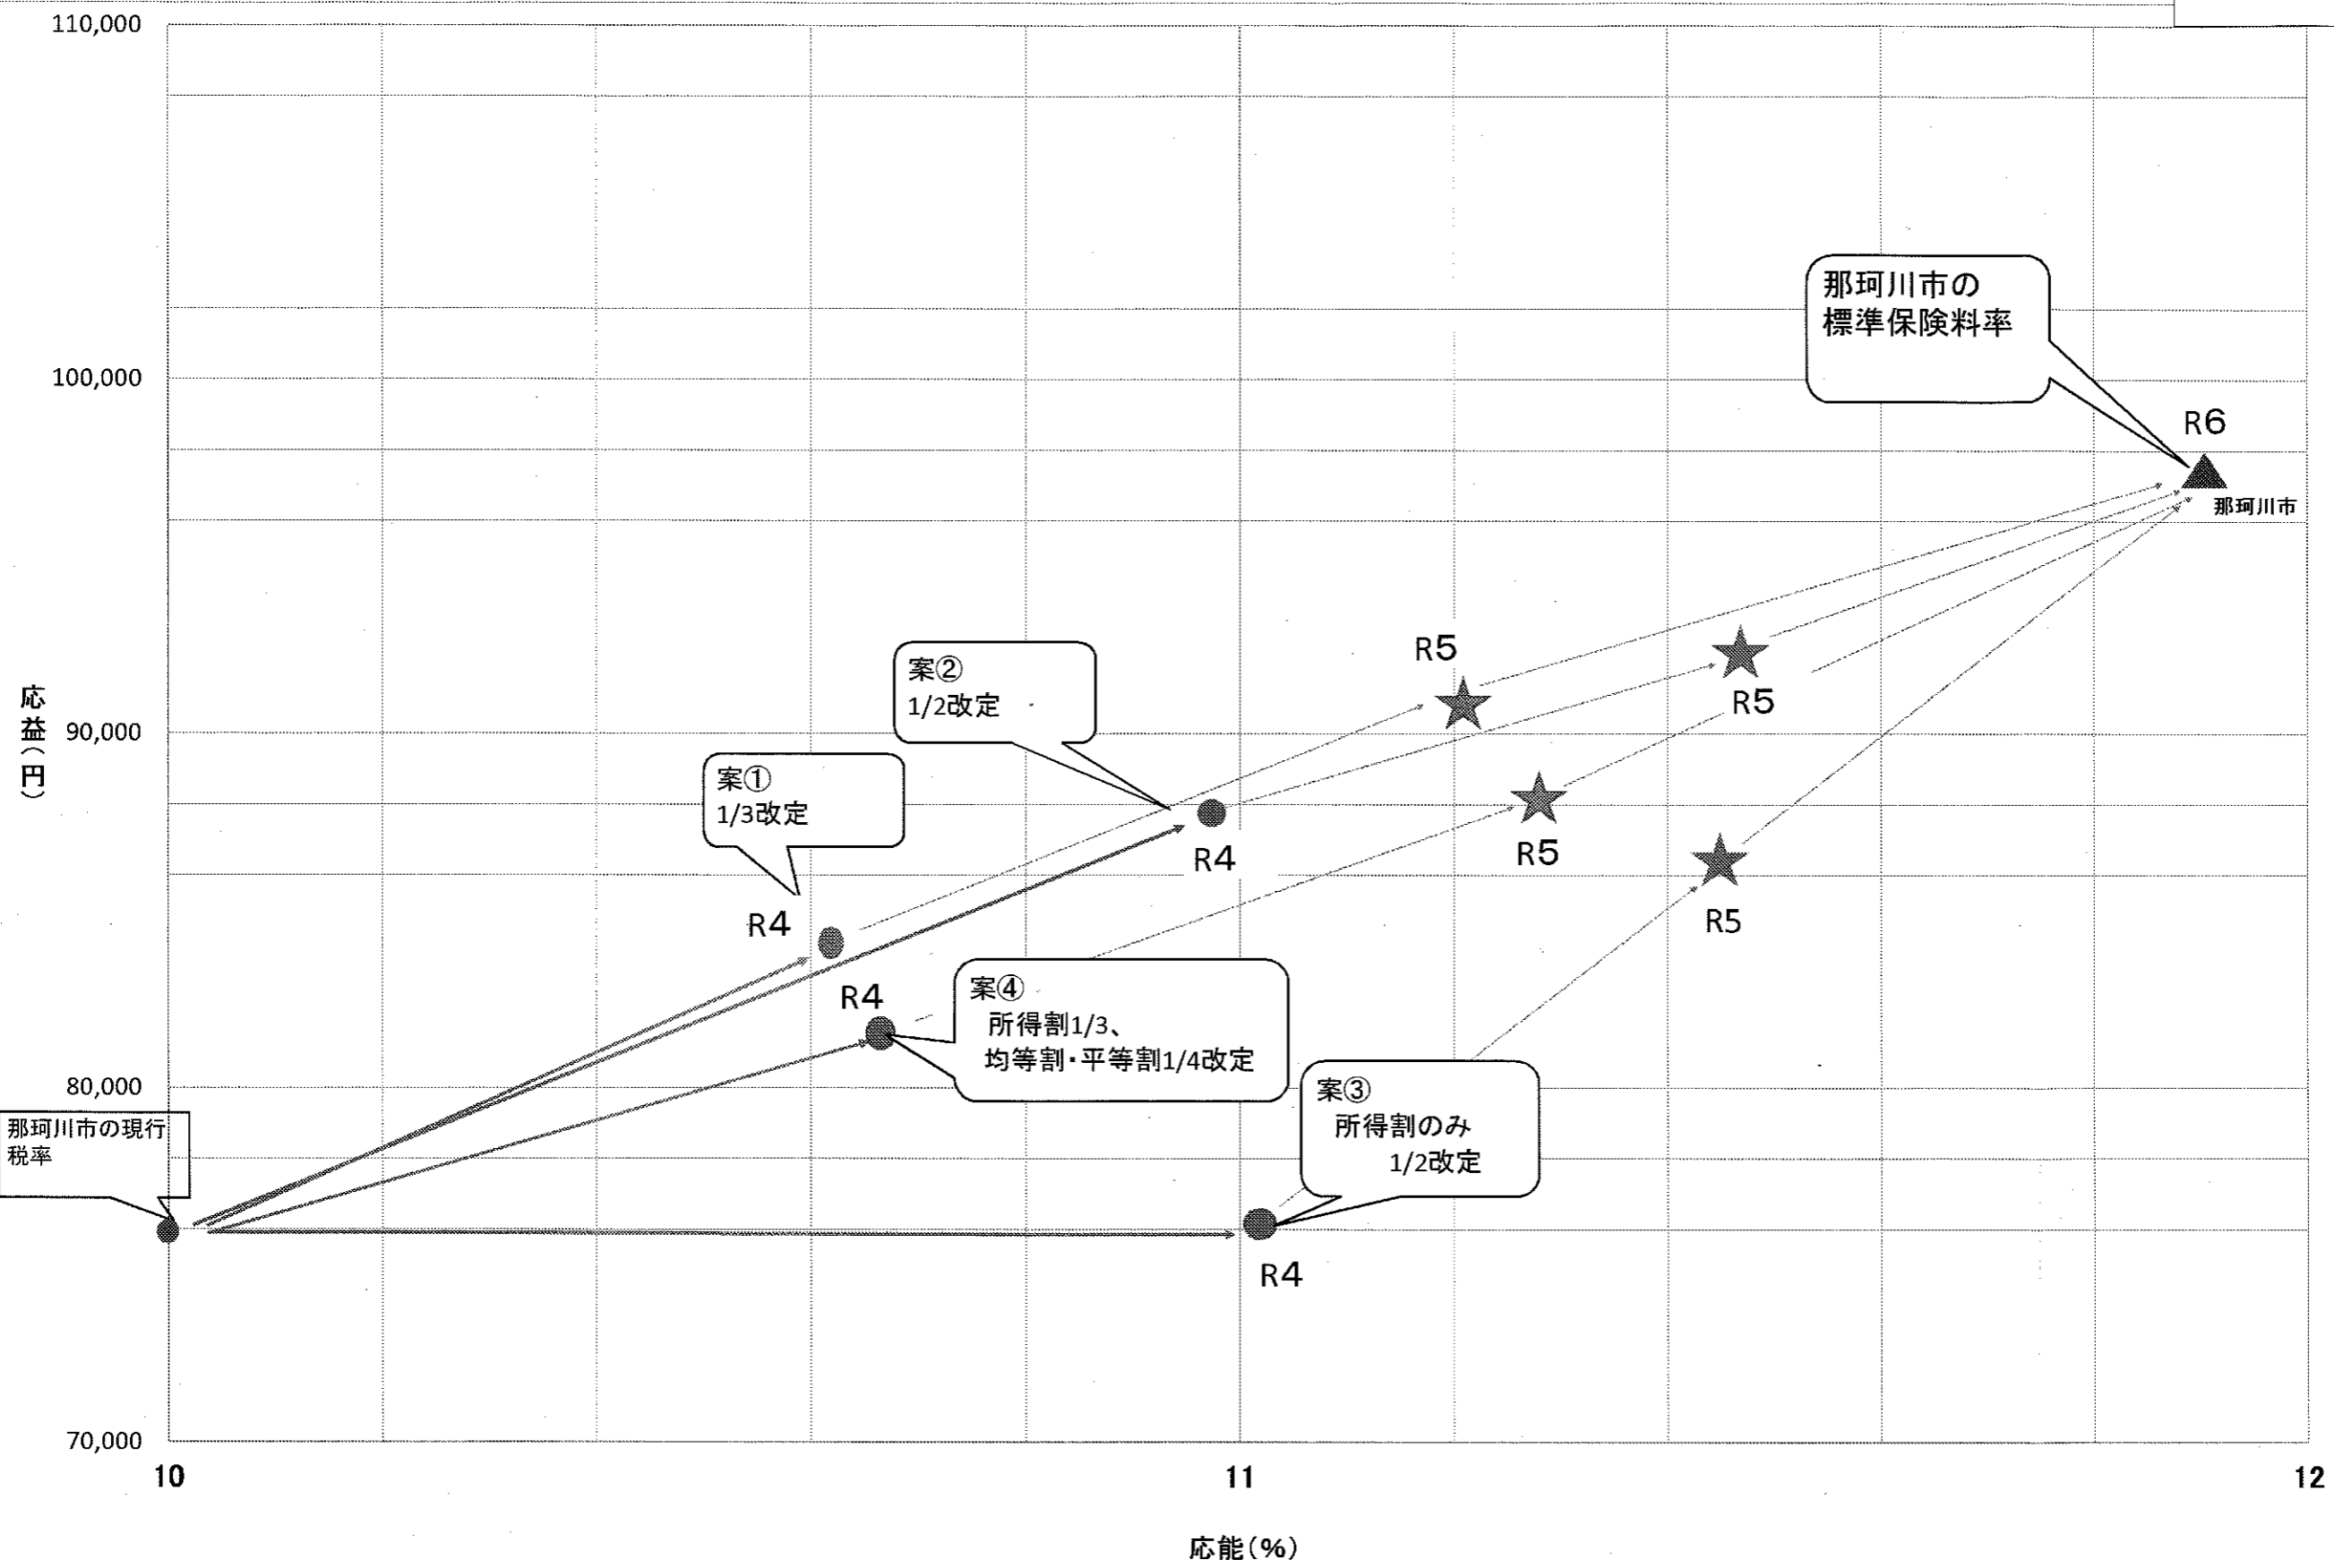 110,000
100,000
90,000
80,000
70,000
応益(円)
10
11
12
応能(%)
那珂川市の
標準保険料率
R6
那珂川市
案②
1/2改定
R5
R5
案①
1/3改定
R4
R5
R4
R5
R4
案④
所得割1/3、
均等割・平等割1/4改定
案③
所得割のみ
1/2改定
那珂川市の現行
税率
R4